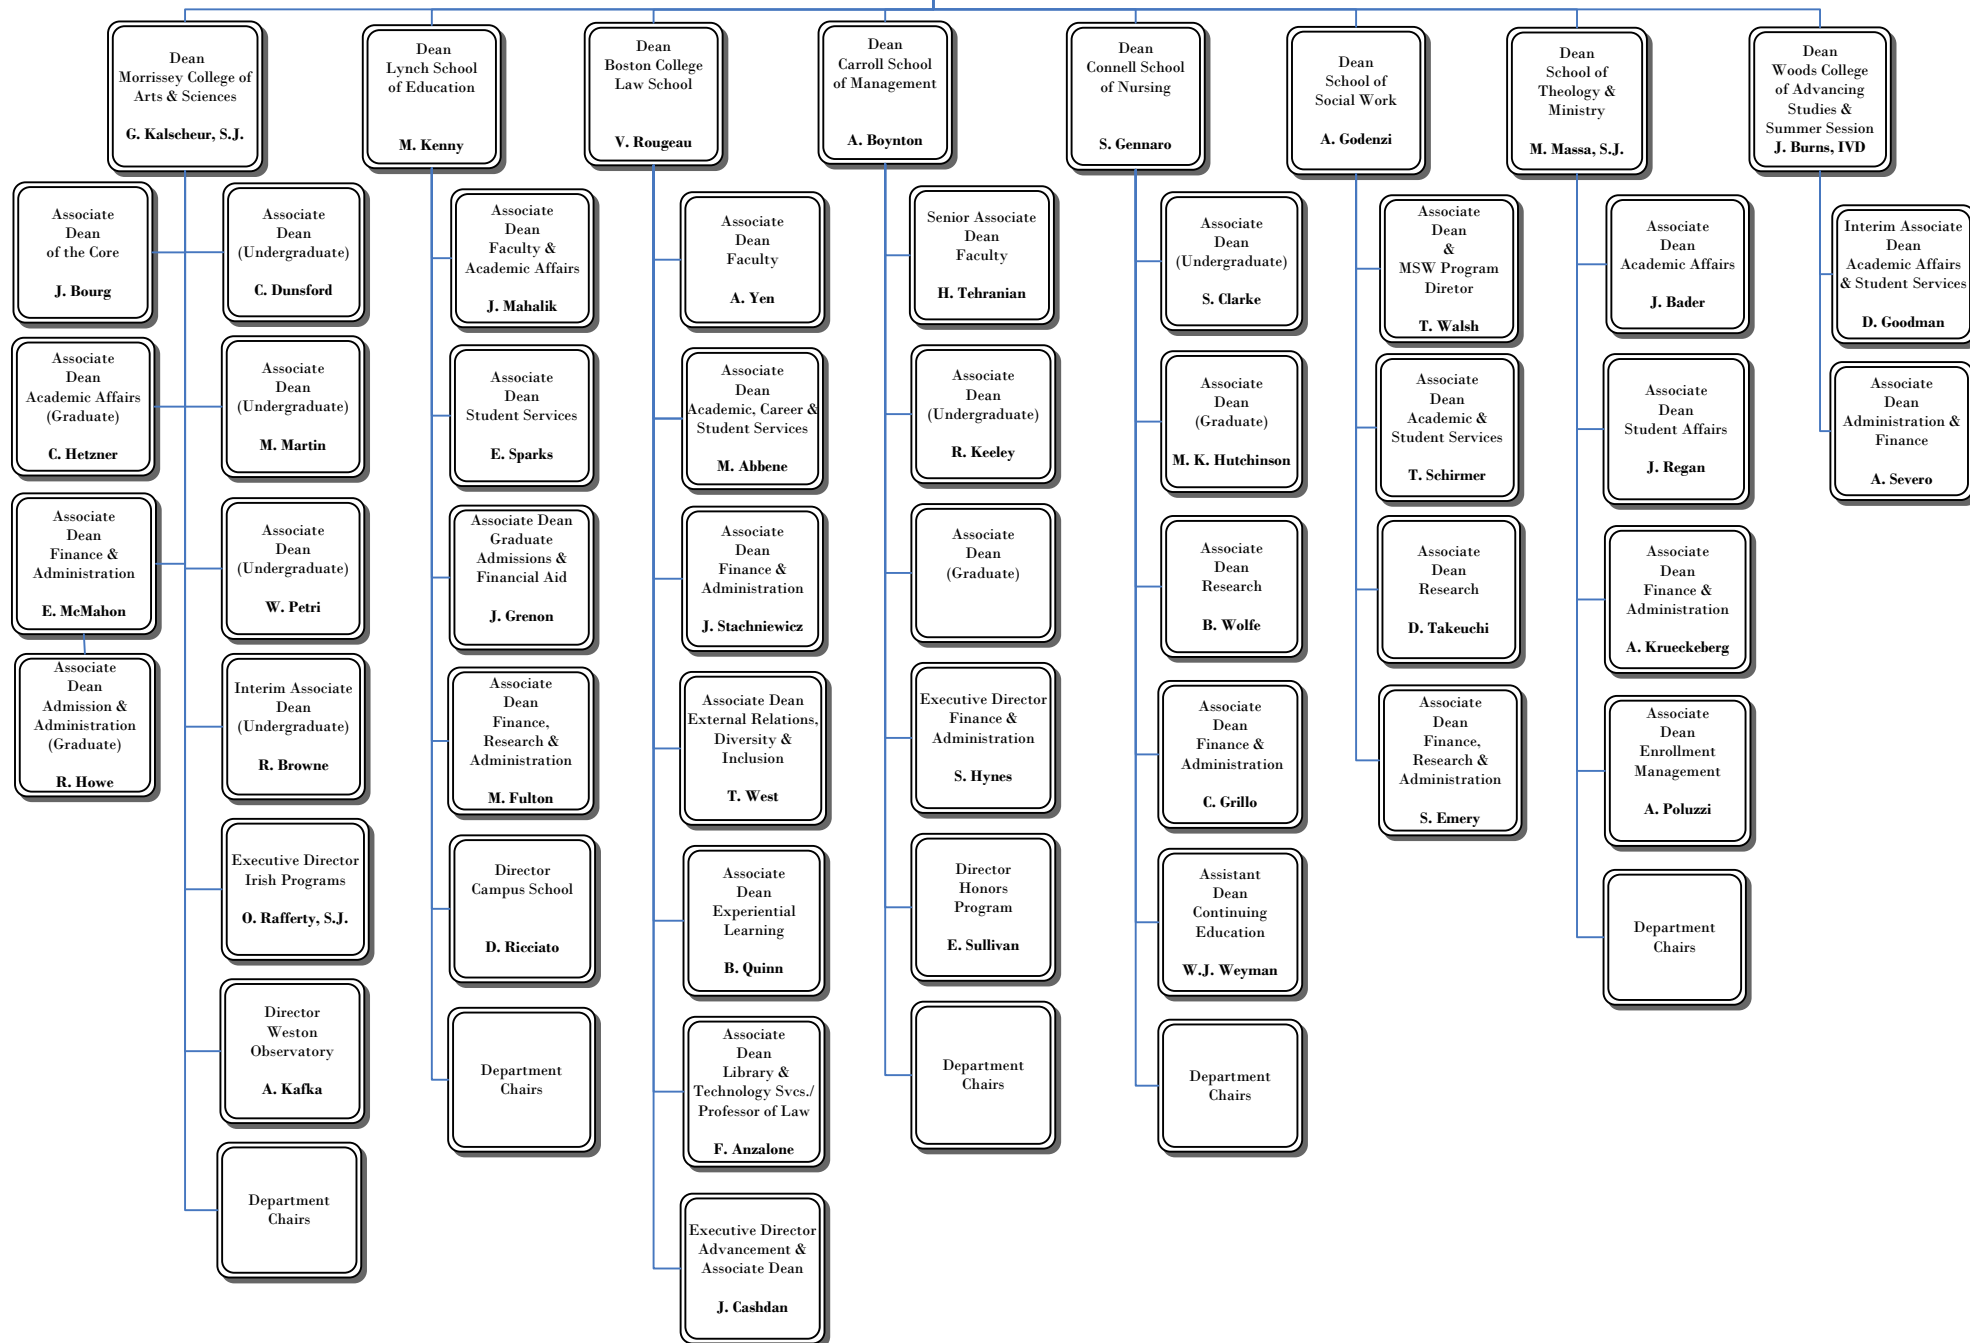 Dean
Morrissey College of
Arts & Sciences
G. Kalscheur, S.J.
Dean
Lynch School
of Education
M. Kenny
Dean
Boston College
Law School
V. Rougeau
Dean
Carroll School
of Management
A. Boynton
Dean
Connell School
of Nursing
S. Gennaro
Dean
School of
Social Work
A. Godenzi
Dean
School of
Theology &
Ministry
M. Massa, S.J.
Dean
Woods College
of Advancing
Studies &
Summer Session
J. Burns, IVD
Associate
Dean
of the Core
J. Bourg
Associate
Dean
Academic Affairs
(Graduate)
C. Hetzner
Associate
Dean
Finance &
Administration
E. McMahon
Associate
Dean
Admission &
Administration
(Graduate)
R. Howe
Associate
Dean
(Undergraduate)
C. Dunsford
Associate
Dean
(Undergraduate)
M. Martin
Associate
Dean
(Undergraduate)
W. Petri
Interim Associate
Dean
(Undergraduate)
R. Browne
Executive Director
Irish Programs
O. Rafferty, S.J.
Director
Weston
Observatory
A. Kafka
Department
Chairs
Associate
Dean
Faculty &
Academic Affairs
J. Mahalik
Associate
Dean
Student Services
E. Sparks
Associate Dean
Graduate
Admissions &
Financial Aid
J. Grenon
Associate
Dean
Finance,
Research &
Administration
M. Fulton
Director
Campus School
D. Ricciato
Department
Chairs
Associate
Dean
Faculty
A. Yen
Associate
Dean
Academic, Career &
Student Services
M. Abbene
Associate
Dean
Finance &
Administration
J. Stachniewicz
Associate Dean
External Relations,
Diversity &
Inclusion
T. West
Associate
Dean
Experiential
Learning
B. Quinn
Associate
Dean
Library &
Technology Svcs./
Professor of Law
F. Anzalone
Executive Director
Advancement &
Associate Dean
J. Cashdan
Senior Associate
Dean
Faculty
H. Tehranian
Associate
Dean
(Undergraduate)
R. Keeley
Associate
Dean
(Graduate)
Executive Director
Finance &
Administration
S. Hynes
Director
Honors
Program
E. Sullivan
Department
Chairs
Associate
Dean
(Undergraduate)
S. Clarke
Associate
Dean
(Graduate)
M. K. Hutchinson
Associate
Dean
Research
B. Wolfe
Associate
Dean
Finance &
Administration
C. Grillo
Assistant
Dean
Continuing
Education
W.J. Weyman
Department
Chairs
Associate
Dean
&
MSW Program
Diretor
T. Walsh
Associate
Dean
Academic &
Student Services
T. Schirmer
Associate
Dean
Research
D. Takeuchi
Associate
Dean
Finance,
Research &
Administration
S. Emery
Associate
Dean
Academic Affairs
J. Bader
Associate
Dean
Student Affairs
J. Regan
Associate
Dean
Finance &
Administration
A. Krueckeberg
Associate
Dean
Enrollment
Management
A. Poluzzi
Department
Chairs
Interim Associate
Dean
Academic Affairs
& Student Services
D. Goodman
Associate
Dean
Administration &
Finance
A. Severo